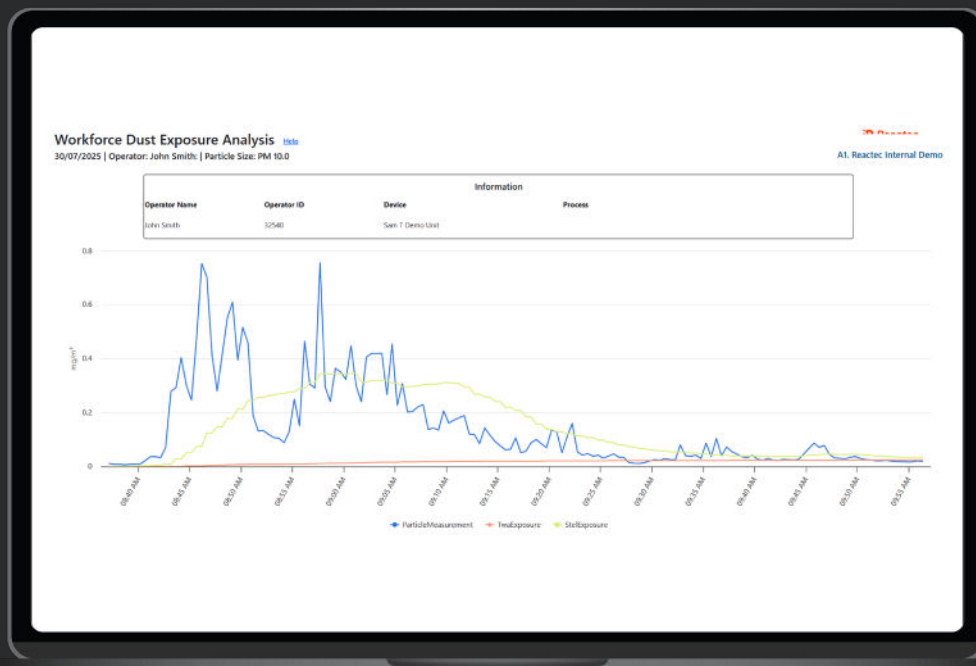 Workforce Dust Exposure Analysis Help
30/07/2025 | Operator: John Smith: | Particle Size: PM 10.0
A1. Reactec Internal Demo
Information
Operator Name Operator ID Device Process
John Smith 32540 Sam T Demo Unit
0.8
0.6
0.4
0.2
0
mg/m³
08:40 AM 08:45 AM 08:50 AM 08:55 AM 09:00 AM 09:05 AM 09:10 AM 09:15 AM 09:20 AM 09:25 AM 09:30 AM 09:35 AM 09:40 AM 09:45 AM 09:50 AM 09:55 AM
ParticleMeasurement TwaExposure StelExposure